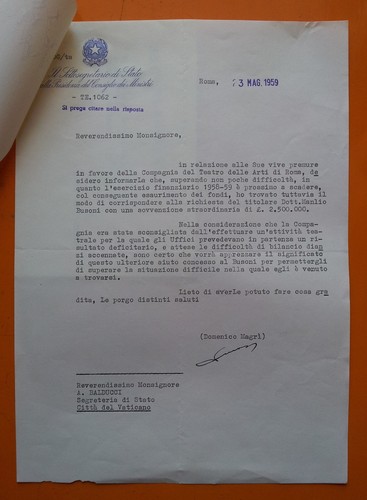 Il Sottosegretario di Stato
alla Presidenza del Consiglio dei Ministri
- TE.1062 -
Si prega citare nella risposta
Roma, 23 MAG. 1959
Reverendissimo Monsignore,
in relazione alle Sue vive premure
in favore della Compagnia del Teatro delle Arti di Roma, de
sidero informarLa che, superando non poche difficoltà, in
quanto l'esercizio finanziario 1958-59 è prossimo a scadere,
col conseguente esaurimento dei fondi, ho trovato tuttavia il
modo di corrispondere alla richiesta del titolare Dott.Manlio
Busoni con una sovvenzione straordinaria di £. 2.500.000.
Nella considerazione che la Compa-
gnia era stata sconsigliata dall'effettuare un'attività tea-
trale per la quale gli Uffici prevedevano in partenza un ri-
sultato deficitario, e stitese le difficoltà di bilancio dian
zi accennate, sono certo che vorrà apprezzare il significato
di questo ulteriore aiuto concesso al Busoni per permettergli
di superare la situazione difficile nella quale egli è venuto
a trovarsi.
Lieto di averLe potuto fare cosa gra
dita, Le porgo distinti saluti
(Domenico Magrì)
Reverendissimo Monsignore
A. BALDUCCI
Segreteria di Stato
Città del Vaticano